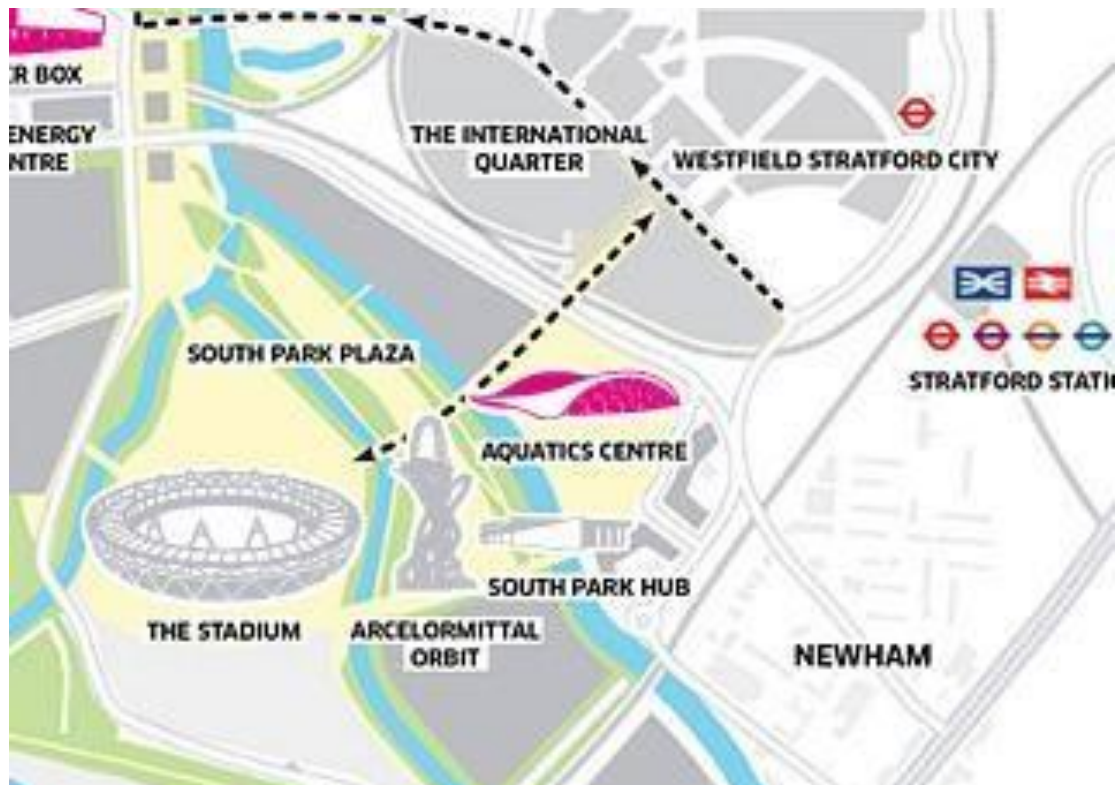 ER BOX
ENERGY
NTRE
THE INTERNATIONAL
QUARTER
WESTFIELD STRATFORD CITY
SOUTH PARK PLAZA
STRATFORD STATIO
AQUATICS CENTRE
SOUTH PARK HUB
THE STADIUM
ARCELORMITTAL
ORBIT
NEWHAM